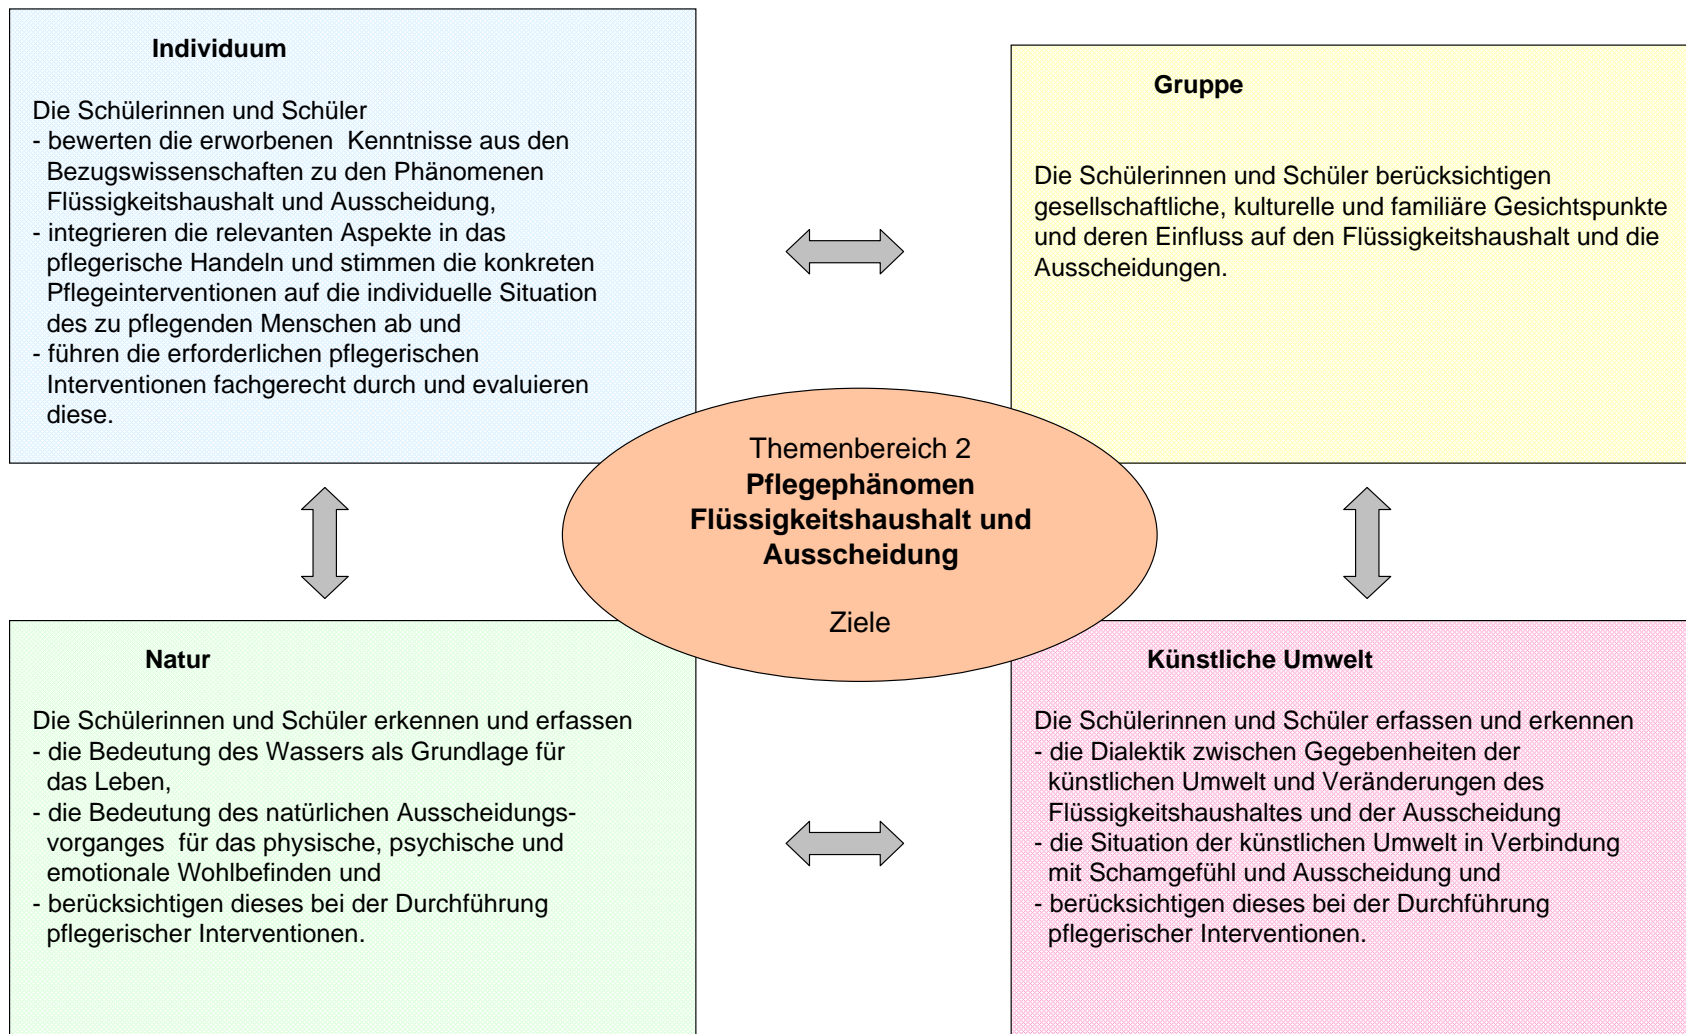 Individuum
Die Schülerinnen und Schüler
- bewerten die erworbenen  Kenntnisse aus den
Bezugswissenschaften zu den Phänomenen
Flüssigkeitshaushalt und Ausscheidung,
- integrieren die relevanten Aspekte in das
pflegerische Handeln und stimmen die konkreten
Pflegeinterventionen auf die individuelle Situation
des zu pflegenden Menschen ab und
- führen die erforderlichen pflegerischen
Interventionen fachgerecht durch und evaluieren
diese.
Gruppe
Die Schülerinnen und Schüler berücksichtigen
gesellschaftliche, kulturelle und familiäre Gesichtspunkte
und deren Einfluss auf den Flüssigkeitshaushalt und die
Ausscheidungen.
Themenbereich 2
Pflegephänomen
Flüssigkeitshaushalt und
Ausscheidung
Ziele
Natur
Die Schülerinnen und Schüler erkennen und erfassen
- die Bedeutung des Wassers als Grundlage für
das Leben,
- die Bedeutung des natürlichen Ausscheidungs-
vorganges  für das physische, psychische und
emotionale Wohlbefinden und
- berücksichtigen dieses bei der Durchführung
pflegerischer Interventionen.
Künstliche Umwelt
Die Schülerinnen und Schüler erfassen und erkennen
- die Dialektik zwischen Gegebenheiten der
künstlichen Umwelt und Veränderungen des
Flüssigkeitshaushaltes und der Ausscheidung
- die Situation der künstlichen Umwelt in Verbindung
mit Schamgefühl und Ausscheidung und
- berücksichtigen dieses bei der Durchführung
pflegerischer Interventionen.